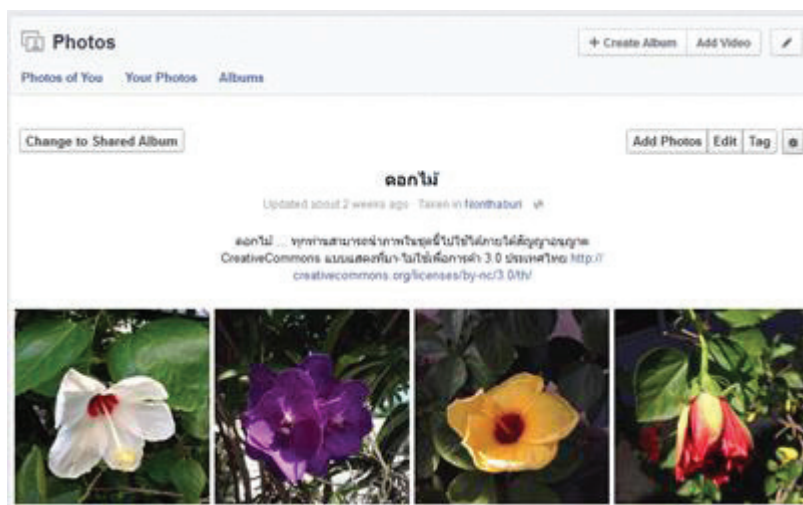 Photos
+ Create Album Add Video
Photos of You Your Photos Albums
Change to Shared Album
Add Photos Edit Tag
ดอกไม้
Updated about 2 weeks ago · Taken in Nonthaburi
ดอกไม้ ... ทุกท่านสามารถนำภาพในชุดนี้ไปใช้ได้ภายใต้สัญญาอนุญาต
CreativeCommons แบบแสดงที่มา-ไม่ใช้เพื่อการค้า 3.0 ประเทศไทย http://
creativecommons.org/licenses/by-nc/3.0/th/